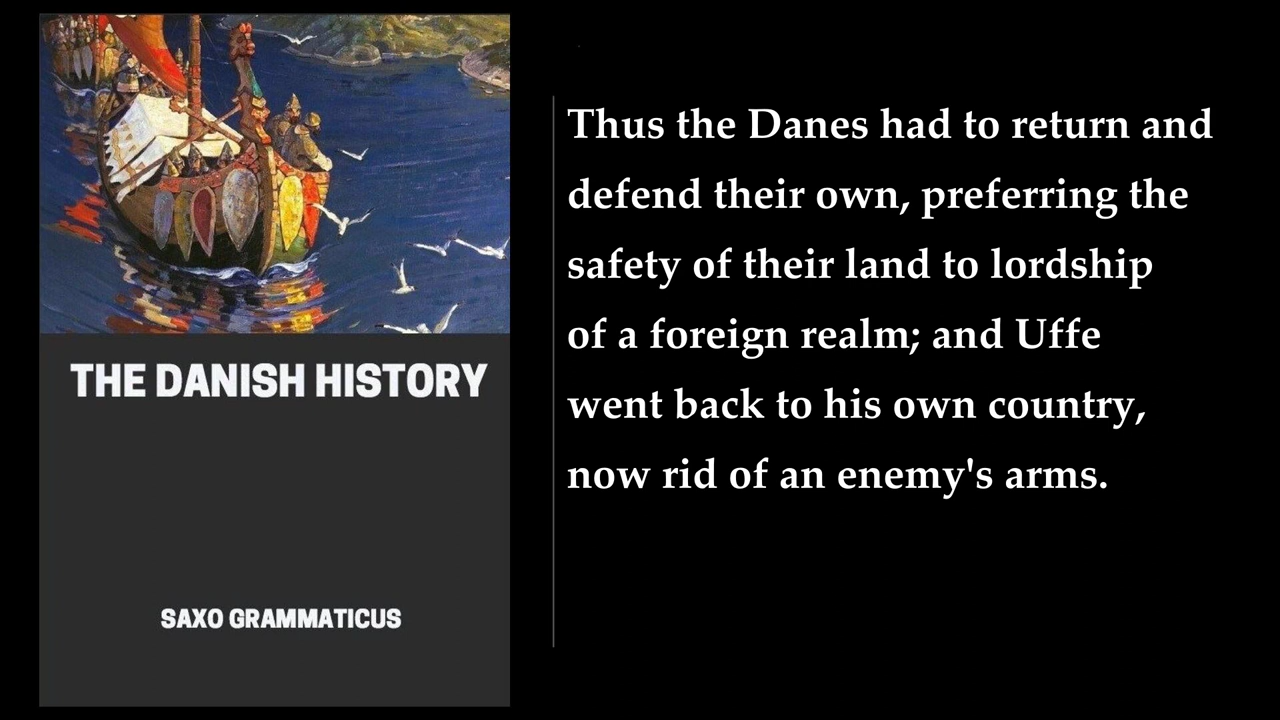 THE DANISH HISTORY
SAXO GRAMMATICUS
Thus the Danes had to return and
defend their own, preferring the
safety of their land to lordship
of a foreign realm; and Uffe
went back to his own country,
now rid of an enemy's arms.